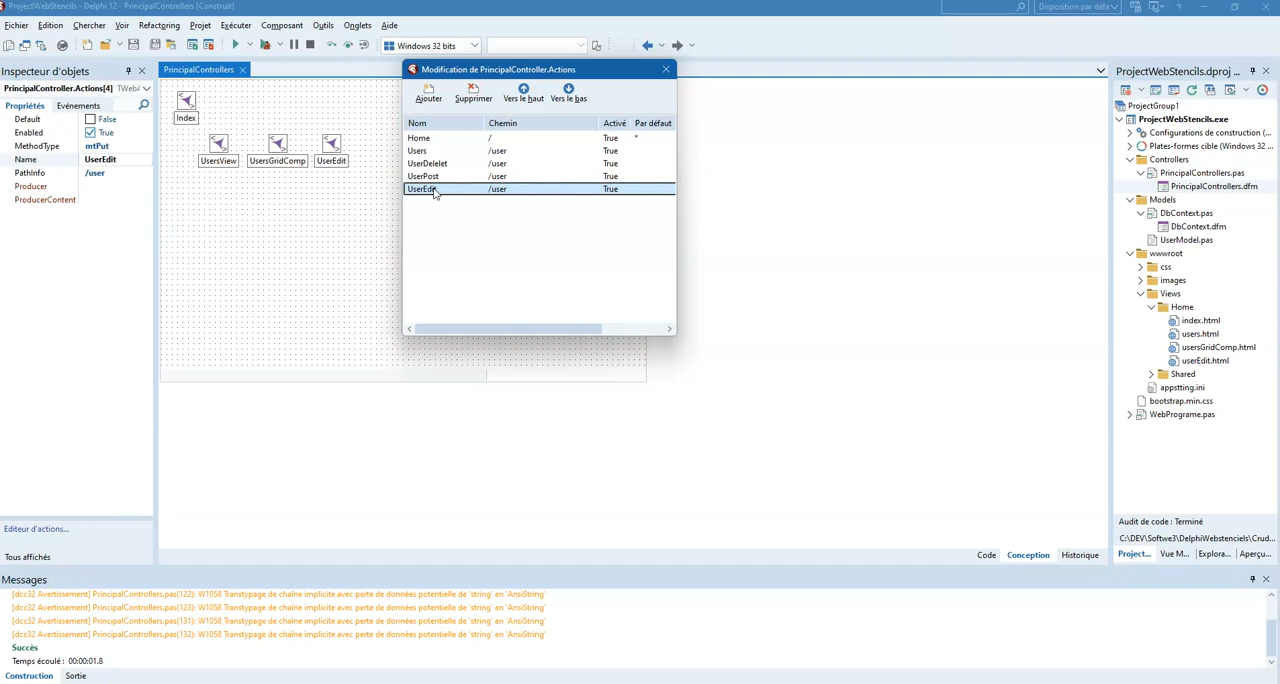 ProjectWebStencils - Delphi 12 - PrincipalControllers [Construit]
Disposition par défa
Fichier Edition Chercher Voir Refactoring Projet Exécuter Composant Outils Onglets Aide
Windows 32 bits
Inspecteur d'objets
PrincipalController.Actions[4] TWebA
Propriétés Evénements
Default False
Enabled True
MethodType mtPut
Name UserEdit
PathInfo /user
Producer
ProducerContent
Editeur d'actions...
Tous affichés
PrincipalControllers
Index
UsersView UsersGridComp UserEdit
Modification de PrincipalController.Actions
Ajouter Supprimer Vers le haut Vers le bas
Nom Chemin Activé Par défaut
Home / True *
Users /user True
UserDelelet /user True
UserPost /user True
UserEdit /user True
Code Conception Historique
ProjectWebStencils.dproj ...
ProjectGroup1
ProjectWebStencils.exe
Configurations de construction (...
Plates-formes cible (Windows 32 ...
Controllers
PrincipalControllers.pas
PrincipalControllers.dfm
Models
DbContext.pas
DbContext.dfm
UserModel.pas
wwwroot
css
images
Views
Home
index.html
users.html
usersGridComp.html
userEdit.html
Shared
appstting.ini
bootstrap.min.css
WebPrograme.pas
Audit de code : Terminé
C:\DEV\Softwe3\DelphiWebstenciels\Crud...
Project... Vue M... Explora... Aperçu...
Messages
[dcc32 Avertissement] PrincipalControllers.pas(122): W1058 Transtypage de chaîne implicite avec perte de données potentielle de 'string' en 'AnsiString'
[dcc32 Avertissement] PrincipalControllers.pas(123): W1058 Transtypage de chaîne implicite avec perte de données potentielle de 'string' en 'AnsiString'
[dcc32 Avertissement] PrincipalControllers.pas(131): W1058 Transtypage de chaîne implicite avec perte de données potentielle de 'string' en 'AnsiString'
[dcc32 Avertissement] PrincipalControllers.pas(132): W1058 Transtypage de chaîne implicite avec perte de données potentielle de 'string' en 'AnsiString'
Succès
Temps écoulé : 00:00:01.8
Construction Sortie